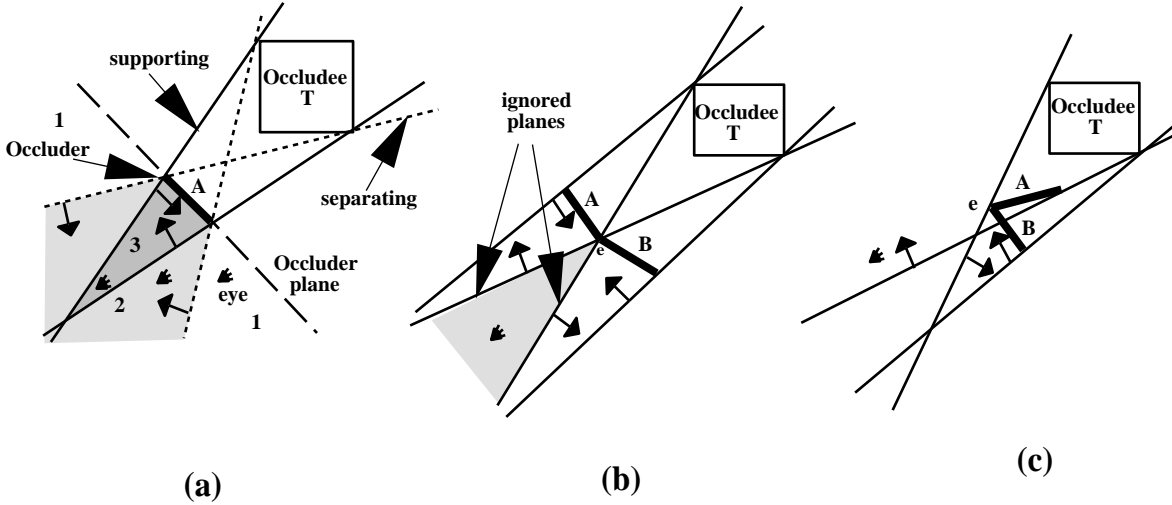 supporting
Occludee
T
1
Occluder
A
separating
3
2
eye
Occluder
plane
1
(a)
ignored
planes
Occludee
T
A
e
B
(b)
Occludee
T
A
e
B
(c)